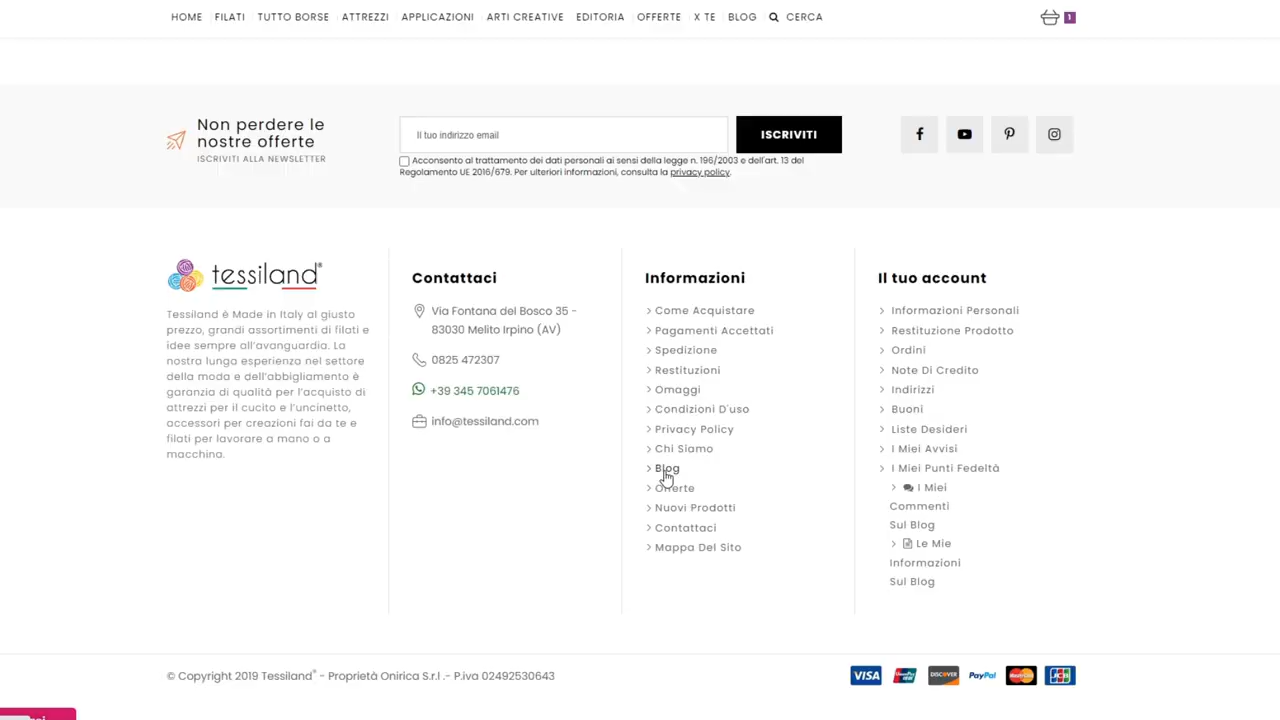 HOME FILATI TUTTO BORSE ATTREZZI APPLICAZIONI ARTI CREATIVE EDITORIA OFFERTE X TE BLOG CERCA 1
Non perdere le
nostre offerte
ISCRIVITI ALLA NEWSLETTER
Il tuo indirizzo email
ISCRIVITI
Acconsento al trattamento dei dati personali ai sensi della legge n. 196/2003 e dell'art. 13 del
Regolamento UE 2016/679. Per ulteriori informazioni, consulta la privacy policy.
tessiland®
Tessiland è Made in Italy al giusto
prezzo, grandi assortimenti di filati e
idee sempre all'avanguardia. La
nostra lunga esperienza nel settore
della moda e dell'abbigliamento è
garanzia di qualità per l'acquisto di
attrezzi per il cucito e l'uncinetto,
accessori per creazioni fai da te e
filati per lavorare a mano o a
macchina.
Contattaci
Via Fontana del Bosco 35 -
83030 Melito Irpino (AV)
0825 472307
+39 345 7061476
info@tessiland.com
Informazioni
Come Acquistare
Pagamenti Accettati
Spedizione
Restituzioni
Omaggi
Condizioni D'uso
Privacy Policy
Chi Siamo
Blog
Offerte
Nuovi Prodotti
Contattaci
Mappa Del Sito
Il tuo account
Informazioni Personali
Restituzione Prodotto
Ordini
Note Di Credito
Indirizzi
Buoni
Liste Desideri
I Miei Avvisi
I Miei Punti Fedeltà
I Miei
Commenti
Sul Blog
Le Mie
Informazioni
Sul Blog
© Copyright 2019 Tessiland® - Proprietà Onirica S.r.l .- P.iva 02492530643
VISA UnionPay DISCOVER PayPal MasterCard JCB